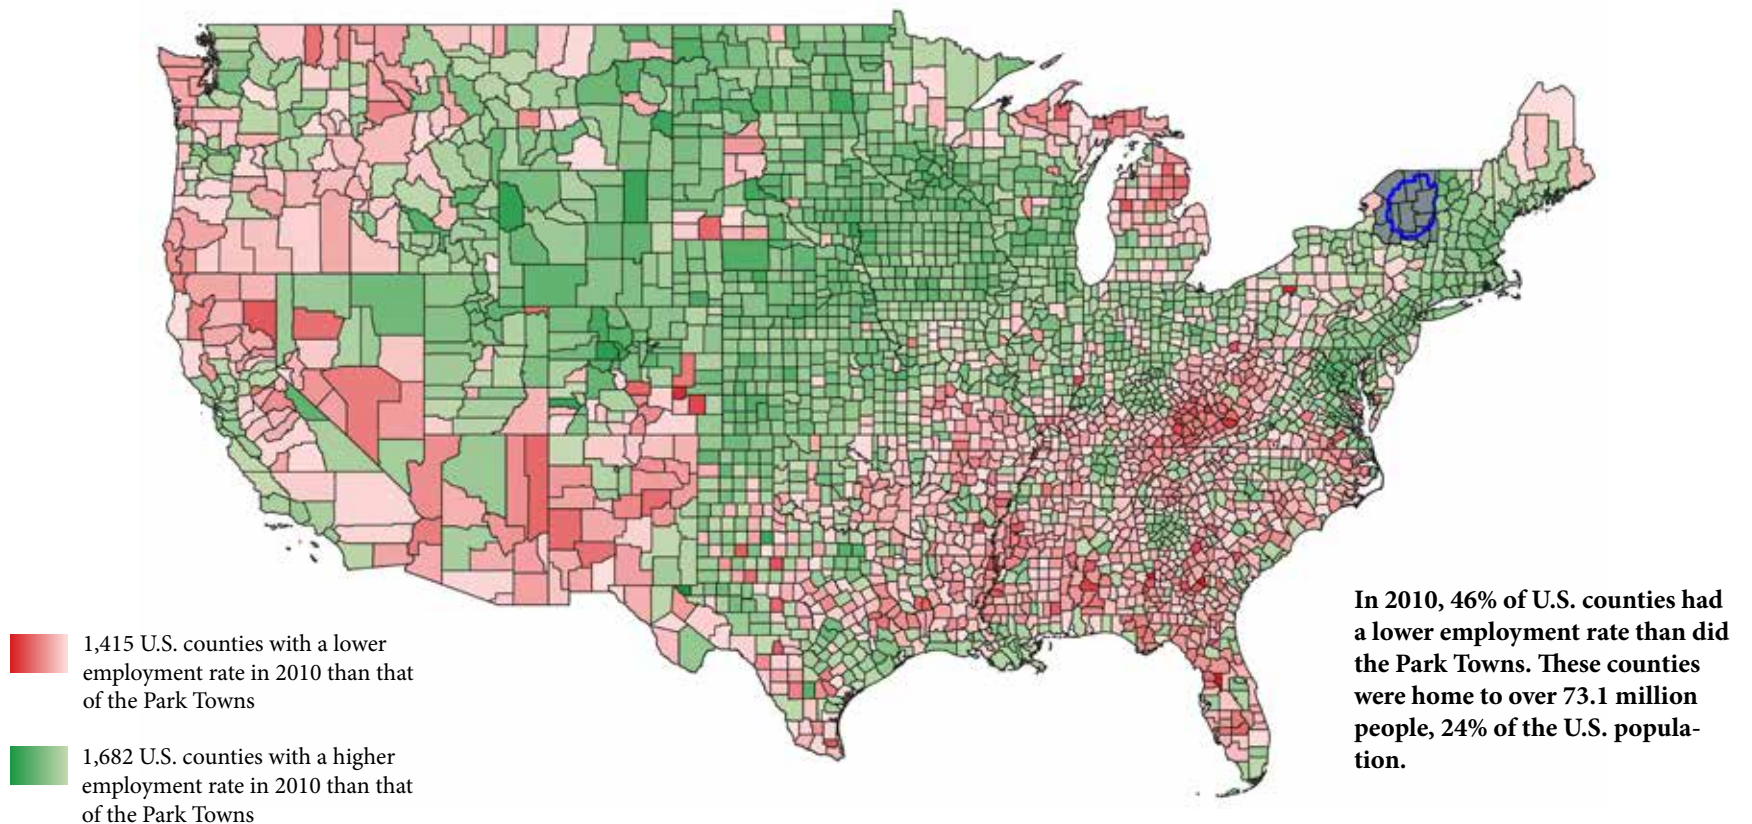 In 2010, 46% of U.S. counties had
a lower employment rate than did
the Park Towns. These counties
were home to over 73.1 million
people, 24% of the U.S. popula-
tion.
1,415 U.S. counties with a lower
employment rate in 2010 than that
of the Park Towns
1,682 U.S. counties with a higher
employment rate in 2010 than that
of the Park Towns